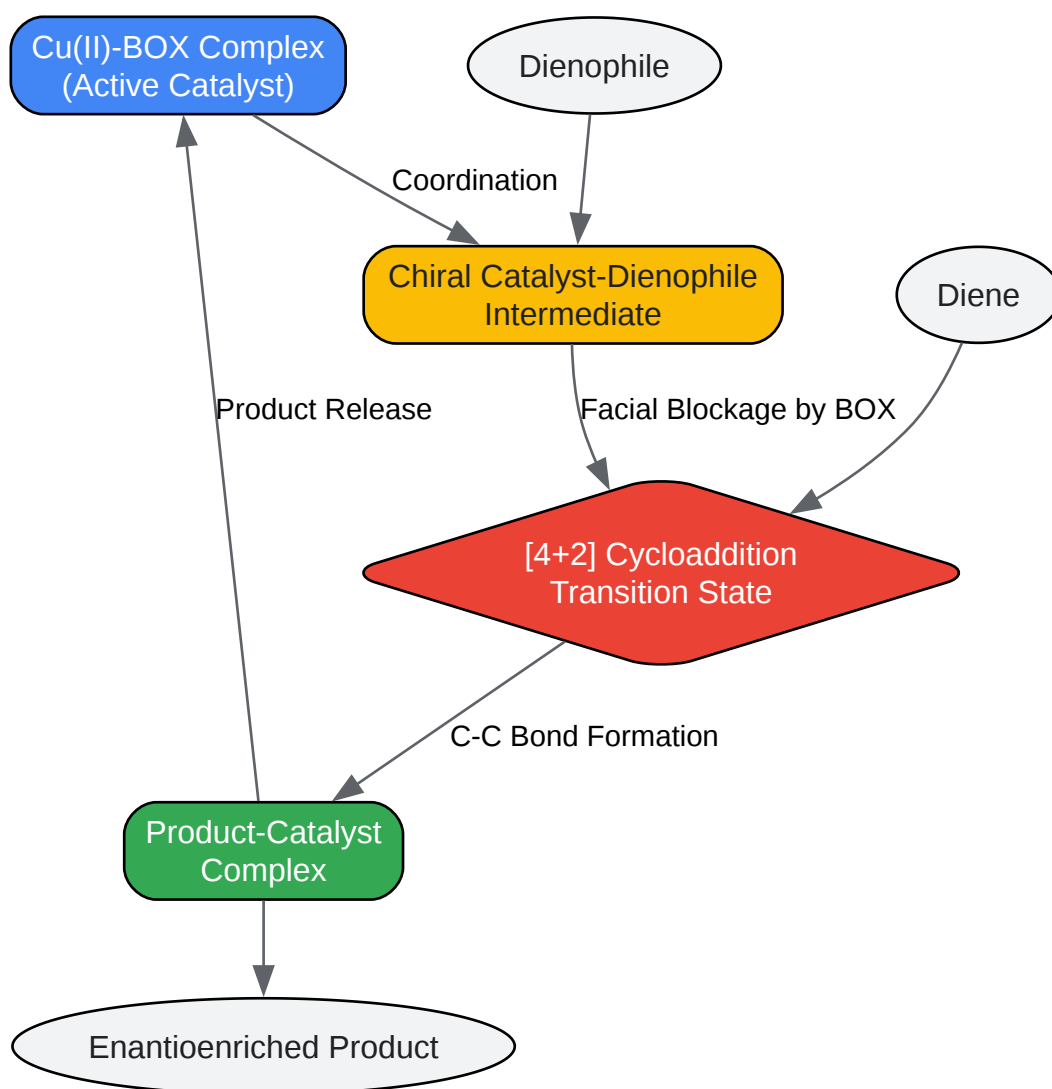 Cu(II)-BOX Complex
(Active Catalyst)
Dienophile
Coordination
Chiral Catalyst-Dienophile
Intermediate
Diene
Product Release
Facial Blockage by BOX
[4+2] Cycloaddition
Transition State
C-C Bond Formation
Product-Catalyst
Complex
Enantioenriched Product